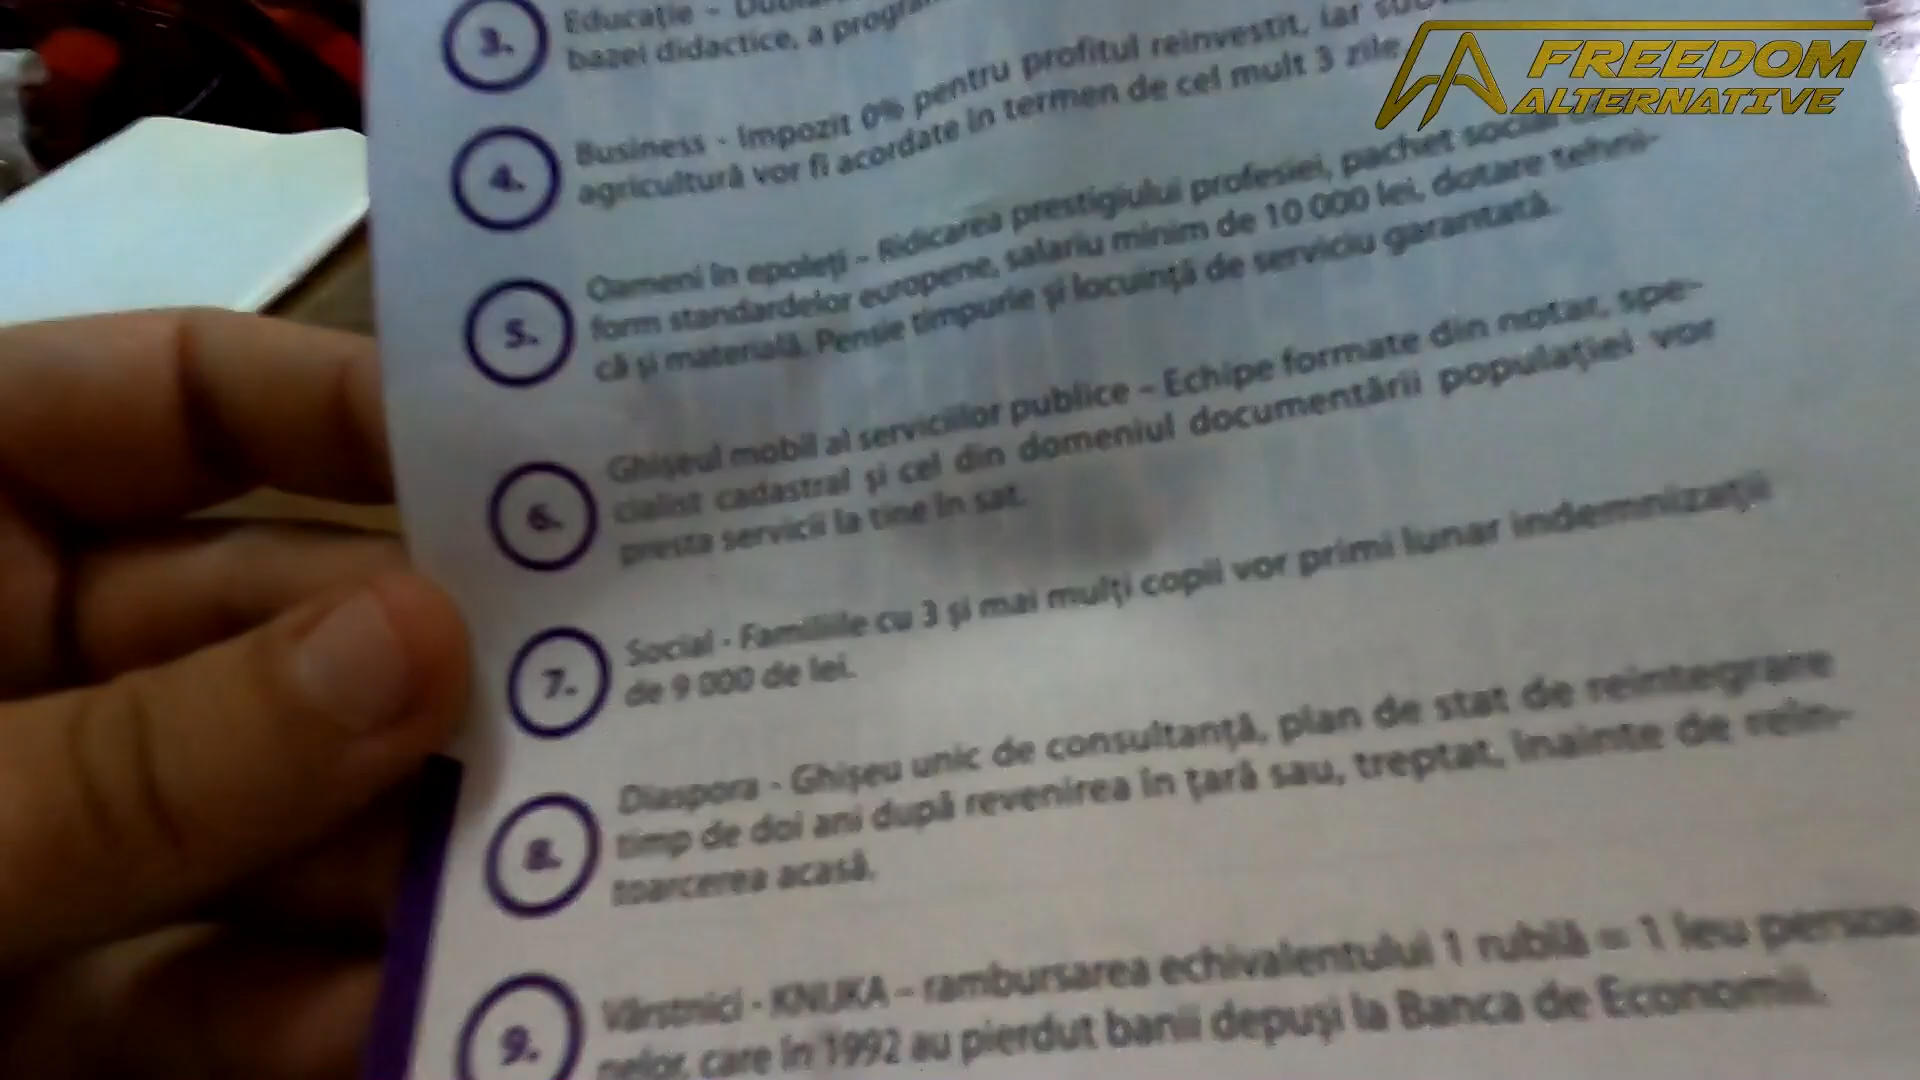 3. Educație –
bazei didactice, a
4. Business - Impozit 0% pentru profitul reinvestit, iar
agricultură vor fi acordate în termen de cel mult 3 zile
5. Oameni în epoleți – Ridicarea prestigiului profesiei, pachet social
form standardelor europene, salariu minim de 10 000 lei, dotare tehni-
că și materială. Pensie timpurie și locuință de serviciu garantată.
6. Ghișeul mobil al serviciilor publice – Echipe formate din notar, spe-
cialist cadastral și cel din domeniul documentării populației vor
presta servicii la tine în sat.
7. Social - Familiile cu 3 și mai mulți copii vor primi lunar indemnizații
de 9 000 de lei.
8. Diaspora - Ghișeu unic de consultanță, plan de stat de reintegrare
timp de doi ani după revenirea în țară sau, treptat, înainte de rein-
toarcerea acasă.
9. Vârstnici - KNIJKA – rambursarea echivalentului 1 rublă = 1 leu persoa
nelor, care în 1992 au pierdut banii depuși la Banca de Economii.
FREEDOM
ALTERNATIVE